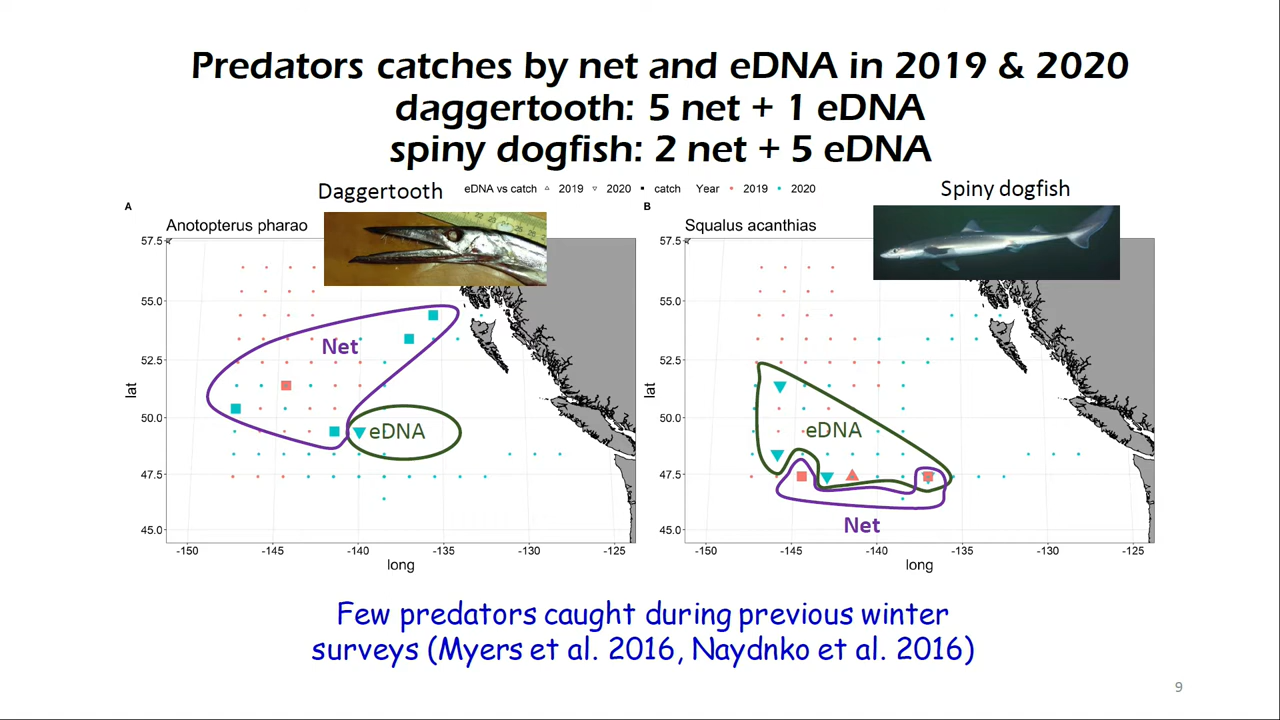 Predators catches by net and eDNA in 2019 & 2020
daggertooth: 5 net + 1 eDNA
spiny dogfish: 2 net + 5 eDNA
Daggertooth
eDNA vs catch 2019 2020 catch Year 2019 2020
Spiny dogfish
A
Anotopterus pharao
57.5
55.0
52.5
50.0
47.5
45.0
lat
Net
eDNA
-150 -145 -140 -135 -130 -125
long
B
Squalus acanthias
57.5
55.0
52.5
50.0
47.5
45.0
lat
eDNA
Net
-150 -145 -140 -135 -130 -125
long
Few predators caught during previous winter
surveys (Myers et al. 2016, Naydnko et al. 2016)
9